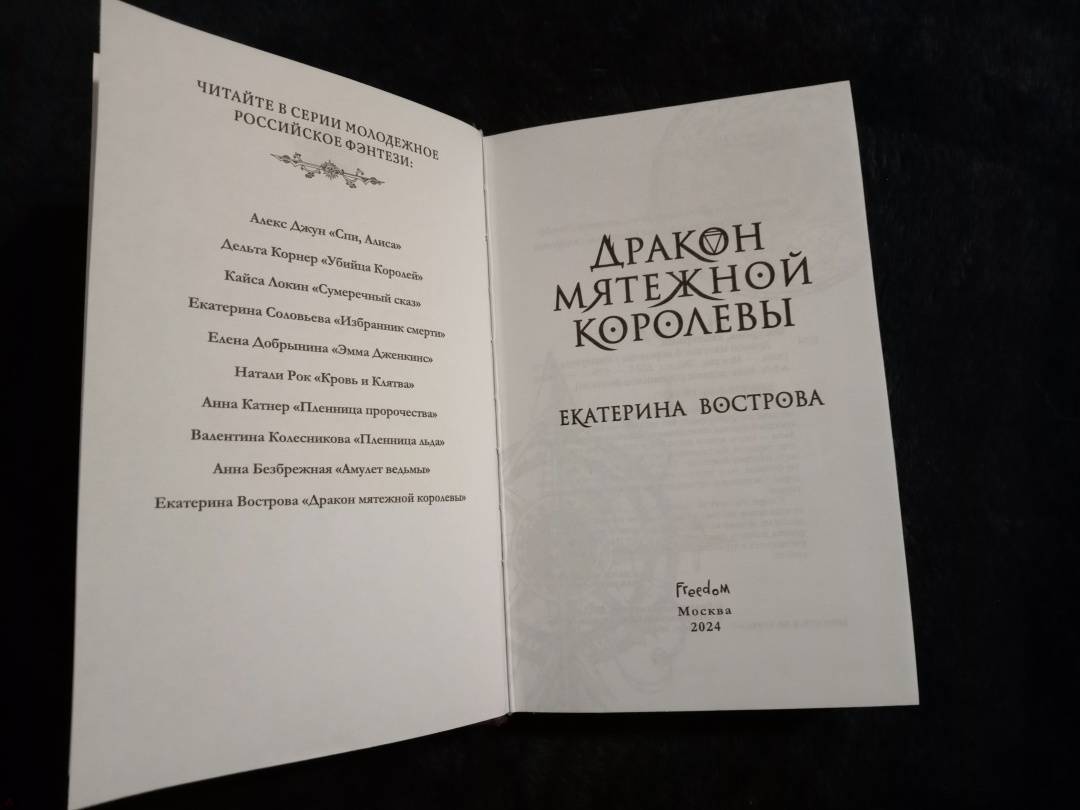 ЧИТАЙТЕ В СЕРИИ МОЛОДЕЖНОЕ
РОССИЙСКОЕ ФЭНТЕЗИ:
Алекс Джун «Спи, Алиса»
Дельта Корнер «Убийца Королей»
Кайса Локин «Сумеречный сказ»
Екатерина Соловьева «Избранник смерти»
Елена Добрынина «Эмма Дженкинс»
Натали Рок «Кровь и Клятва»
Анна Катнер «Пленница пророчества»
Валентина Колесникова «Пленница льда»
Анна Безбрежная «Амулет ведьмы»
Екатерина Вострова «Дракон мятежной королевы»
ДРАКОН
МЯТЕЖНОЙ
КОРОЛЕВЫ
ЕКАТЕРИНА ВОСТРОВА
Freedom
Москва
2024